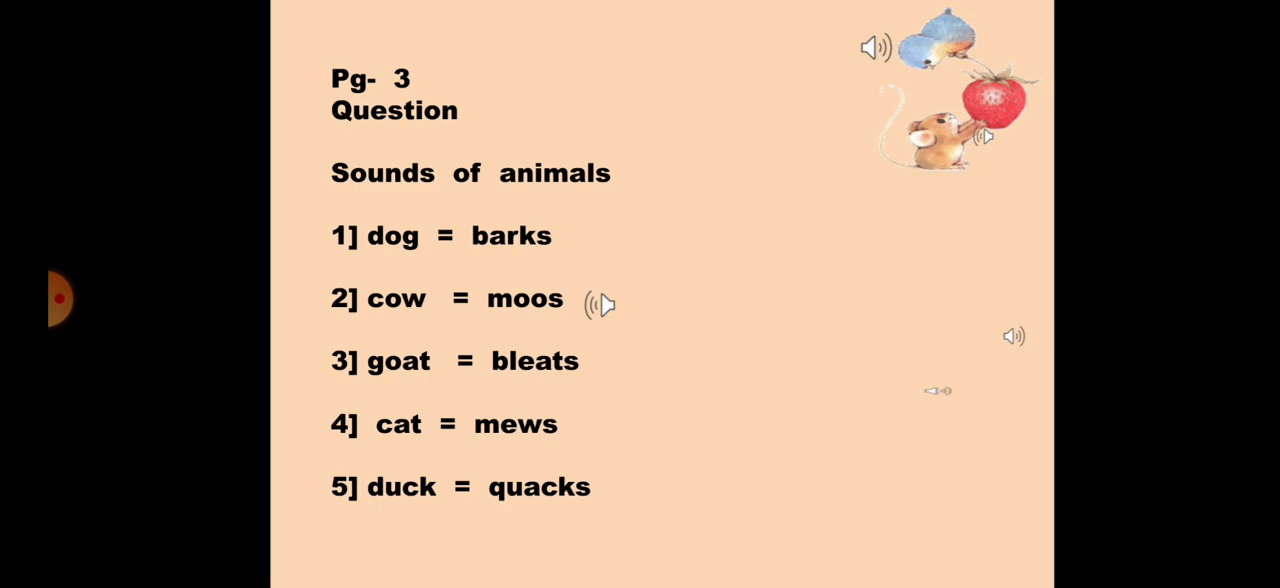 Pg- 3
Question
Sounds of animals
1] dog = barks
2] cow = moos
3] goat = bleats
4] cat = mews
5] duck = quacks